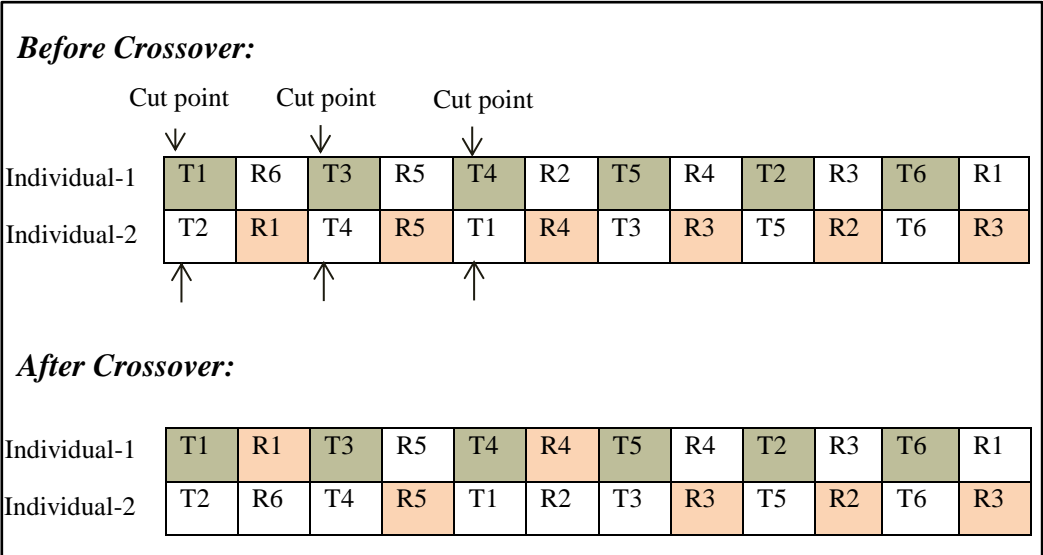 Before Crossover:
Cut point Cut point Cut point
Individual-1 T1 R6 T3 R5 T4 R2 T5 R4 T2 R3 T6 R1
Individual-2 T2 R1 T4 R5 T1 R4 T3 R3 T5 R2 T6 R3
After Crossover:
Individual-1 T1 R1 T3 R5 T4 R4 T5 R4 T2 R3 T6 R1
Individual-2 T2 R6 T4 R5 T1 R2 T3 R3 T5 R2 T6 R3